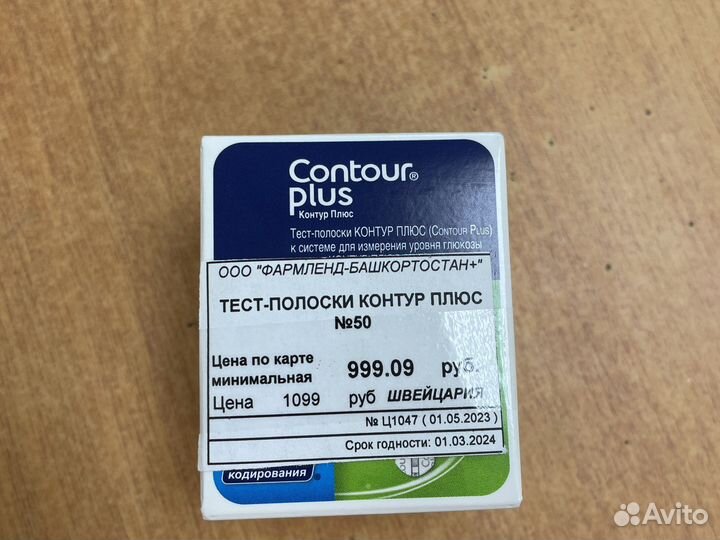 Contour®
plus
Контур Плюс
Тест-полоски КОНТУР ПЛЮС (Contour Plus)
к системе для измерения уровня глюкозы
ООО "ФАРМЛЕНД-БАШКОРТОСТАН+"
ТЕСТ-ПОЛОСКИ КОНТУР ПЛЮС
№50
Цена по карте
минимальная 999.09 руб.
Цена 1099 руб ШВЕЙЦАРИЯ
№ Ц1047 ( 01.05.2023 )
Срок годности: 01.03.2024
кодирования
Avito